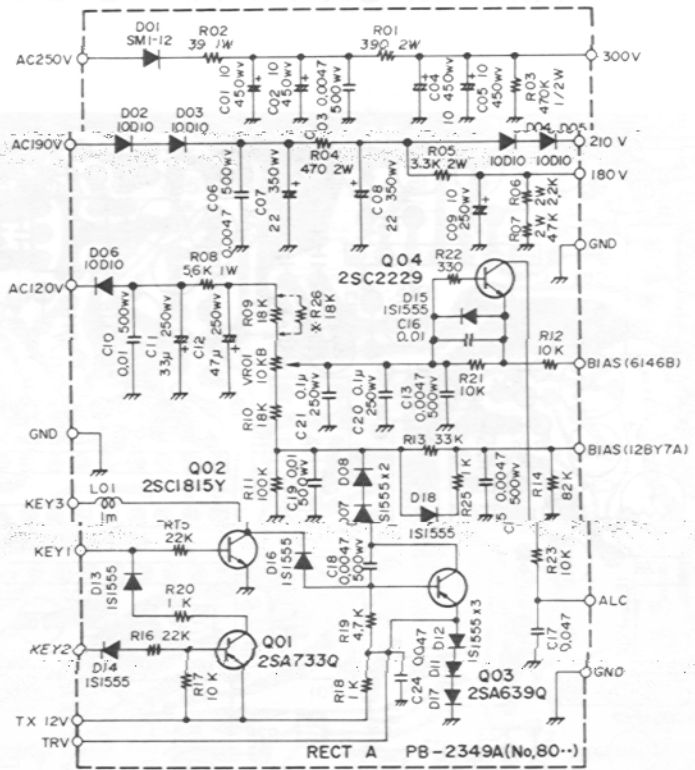 D01
SM1-12
R02
39 1W
R01
390 2W
AC250V
300V
C01 10
450wv
C02 10
450wv
0.0047
500wv
C04
10 450wv
C05 10
450wv
R03
470K
1/2W
D02
10D10
D03
10D10
C03
R04
470 2W
R05
3.3K 2W
D04 D05
10D10 10D10
AC190V
210V
180V
C06
0.0047
500wv
C07
22 350wv
C08
22 350wv
C09 10
250wv
R06
2W
2.2K
R07
2W
47K
GND
D06
10D10
R08
5.6K 1W
Q04
2SC2229
R22
330
AC120V
C10
0.01
500wv
C11
33μ
250wv
C12
47μ
250wv
R09
18K
X·R26
18K
D15
1S1555
C16
0.01
R12
10K
VR01
10KB
BIAS(6146B)
R10
18K
C21
0.1μ
250wv
C20
0.1μ
250wv
C13
0.0047
500wv
R21
10K
GND
R13 33K
BIAS(12BY7A)
Q02
2SC1815Y
R11
100K
C19 0.01
500wv
D08
D07
1S1555×2
D18
1S1555
R25
1K
0.0047
500wv
R14
82K
KEY3
L01
1m
R15
22K
KEY1
D13
1S1555
R20
1K
D16
1S1555
C18
0.0047
500wv
R23
10K
R19
4.7K
ALC
C17
0.047
KEY2
R16 22K
D14
1S1555
Q01
2SA733Q
R17
10K
R18
1K
C24
0.047
D12
D11
D17
1S1555×3
Q03
2SA639Q
GND
TX 12V
TRV
RECT A PB-2349A(No,80··)